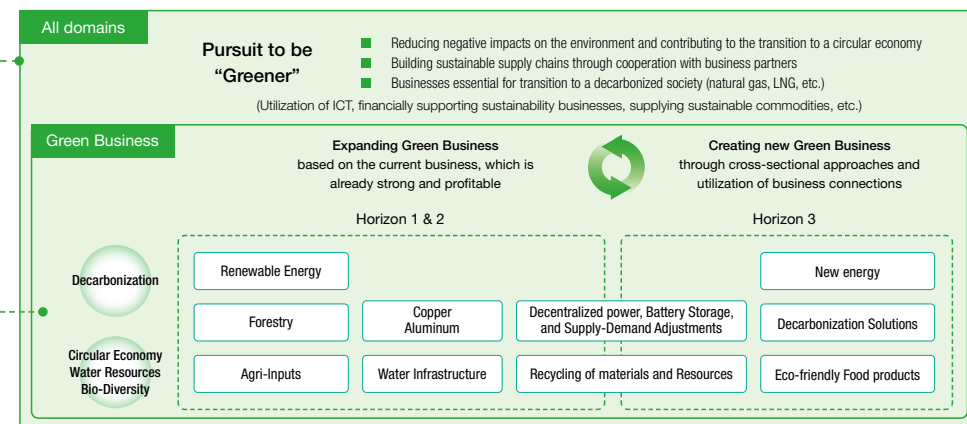 All domains
Pursuit to be
“Greener”
Reducing negative impacts on the environment and contributing to the transition to a circular economy
Building sustainable supply chains through cooperation with business partners
Businesses essential for transition to a decarbonized society (natural gas, LNG, etc.)
(Utilization of ICT, financially supporting sustainability businesses, supplying sustainable commodities, etc.)
Green Business
Expanding Green Business
based on the current business, which is
already strong and profitable
Creating new Green Business
through cross-sectional approaches and
utilization of business connections
Horizon 1 & 2
Horizon 3
Decarbonization
Renewable Energy
New energy
Forestry
Copper
Aluminum
Decentralized power, Battery Storage,
and Supply-Demand Adjustments
Decarbonization Solutions
Circular Economy
Water Resources
Bio-Diversity
Agri-Inputs
Water Infrastructure
Recycling of materials and Resources
Eco-friendly Food products